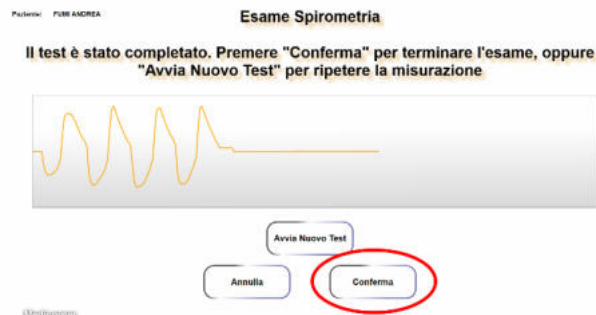 Paziente: FUMI ANDREA
Esame Spirometria
Il test è stato completato. Premere "Conferma" per terminare l'esame, oppure
"Avvia Nuovo Test" per ripetere la misurazione
Avvia Nuovo Test
Annulla
Conferma